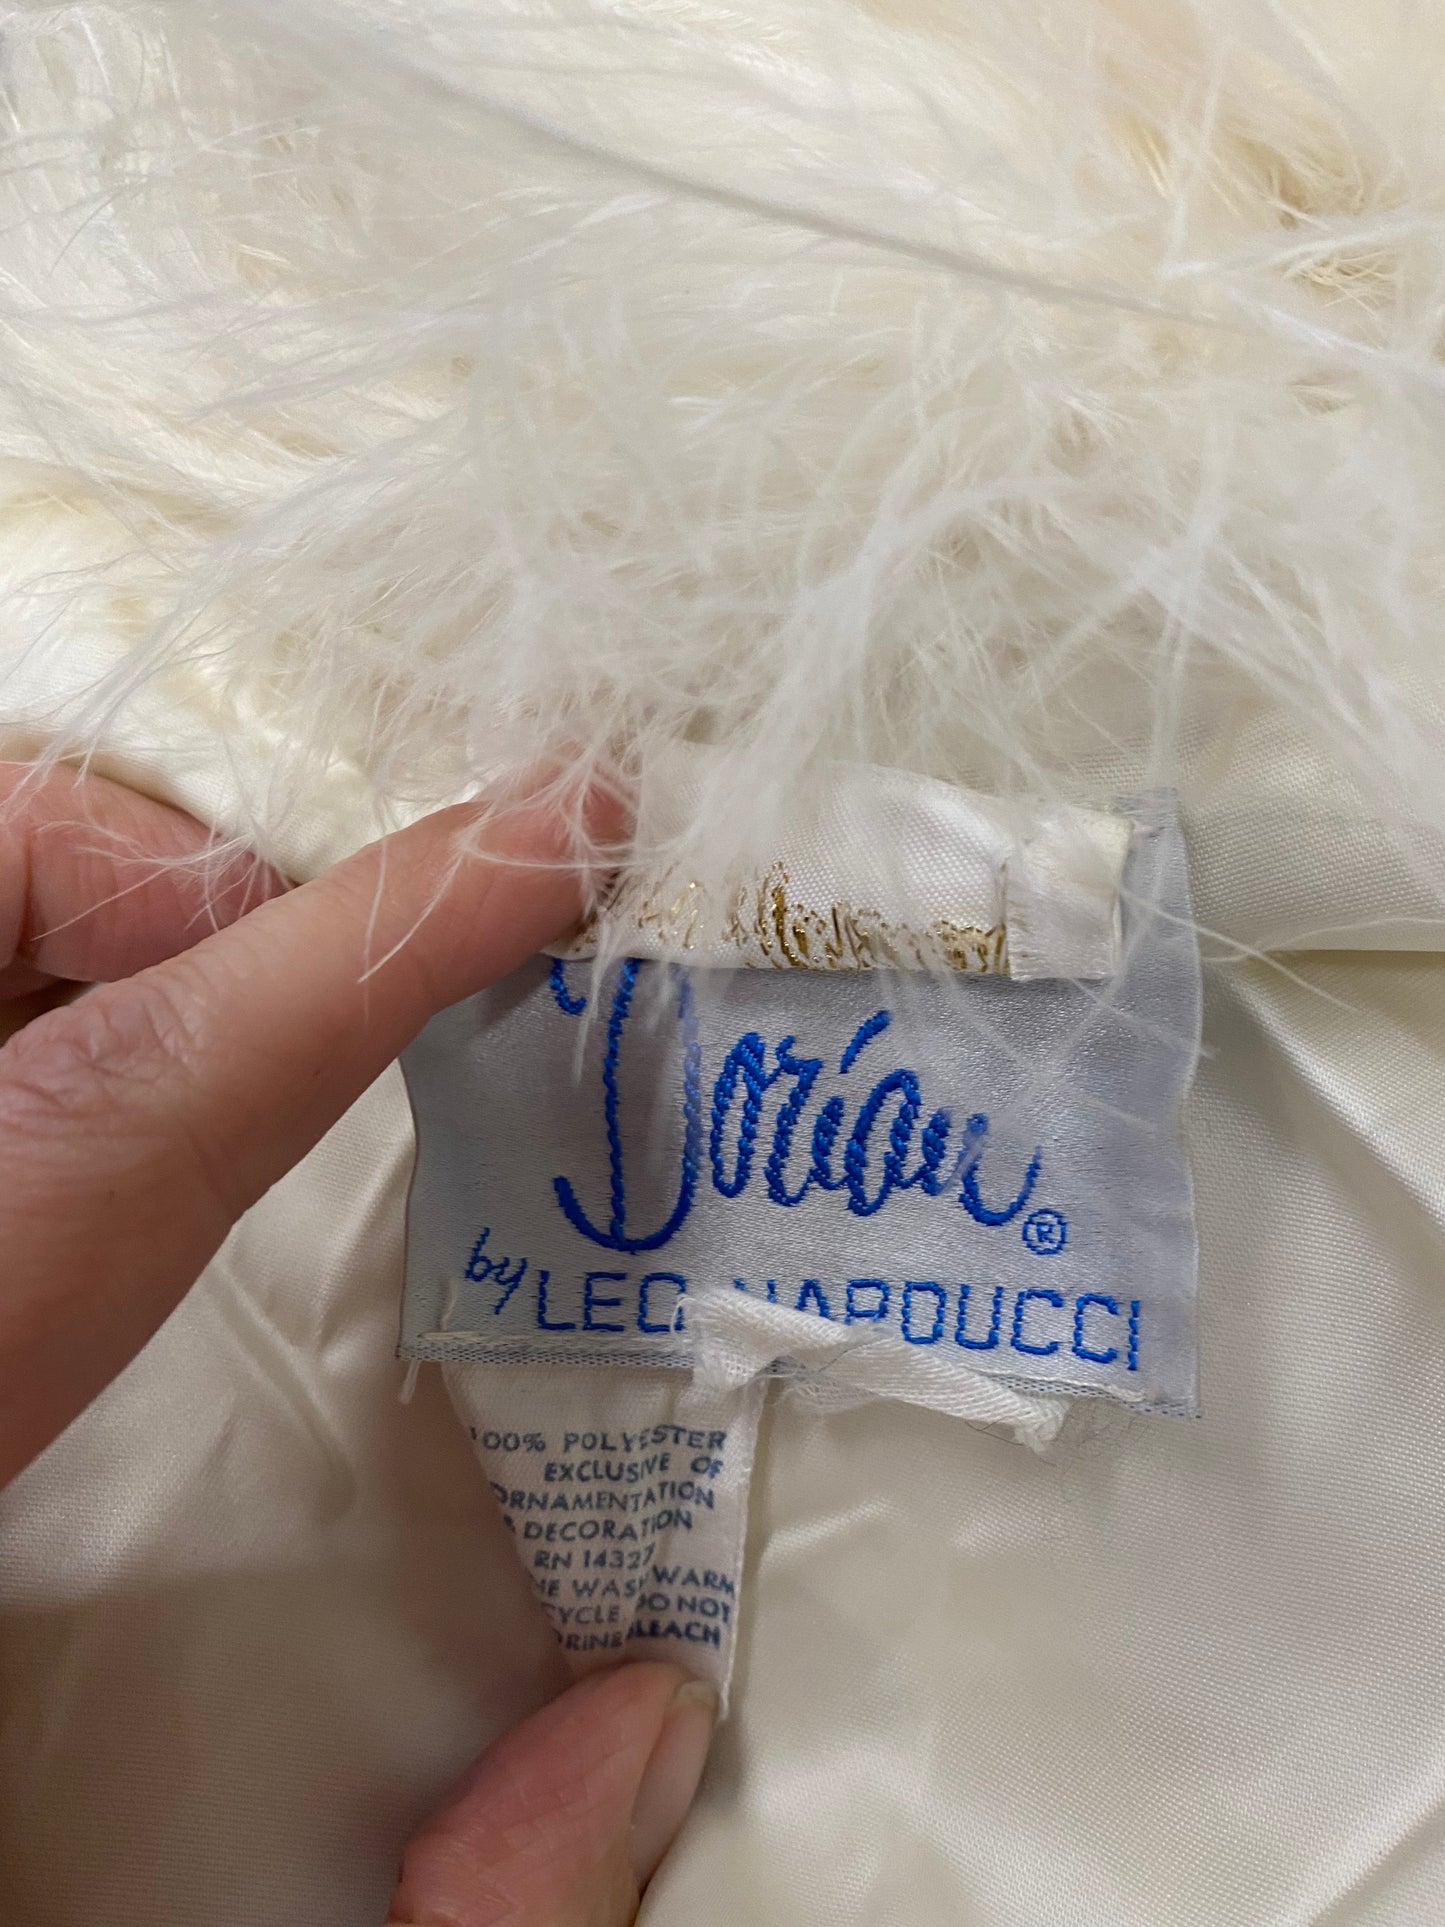 Dorian®
by LEO NARDUCCI
100% POLYESTER
EXCLUSIVE OF
ORNAMENTATION
& DECORATION
RN 14327
WASH WARM
CYCLE DO NOT
BLEACH